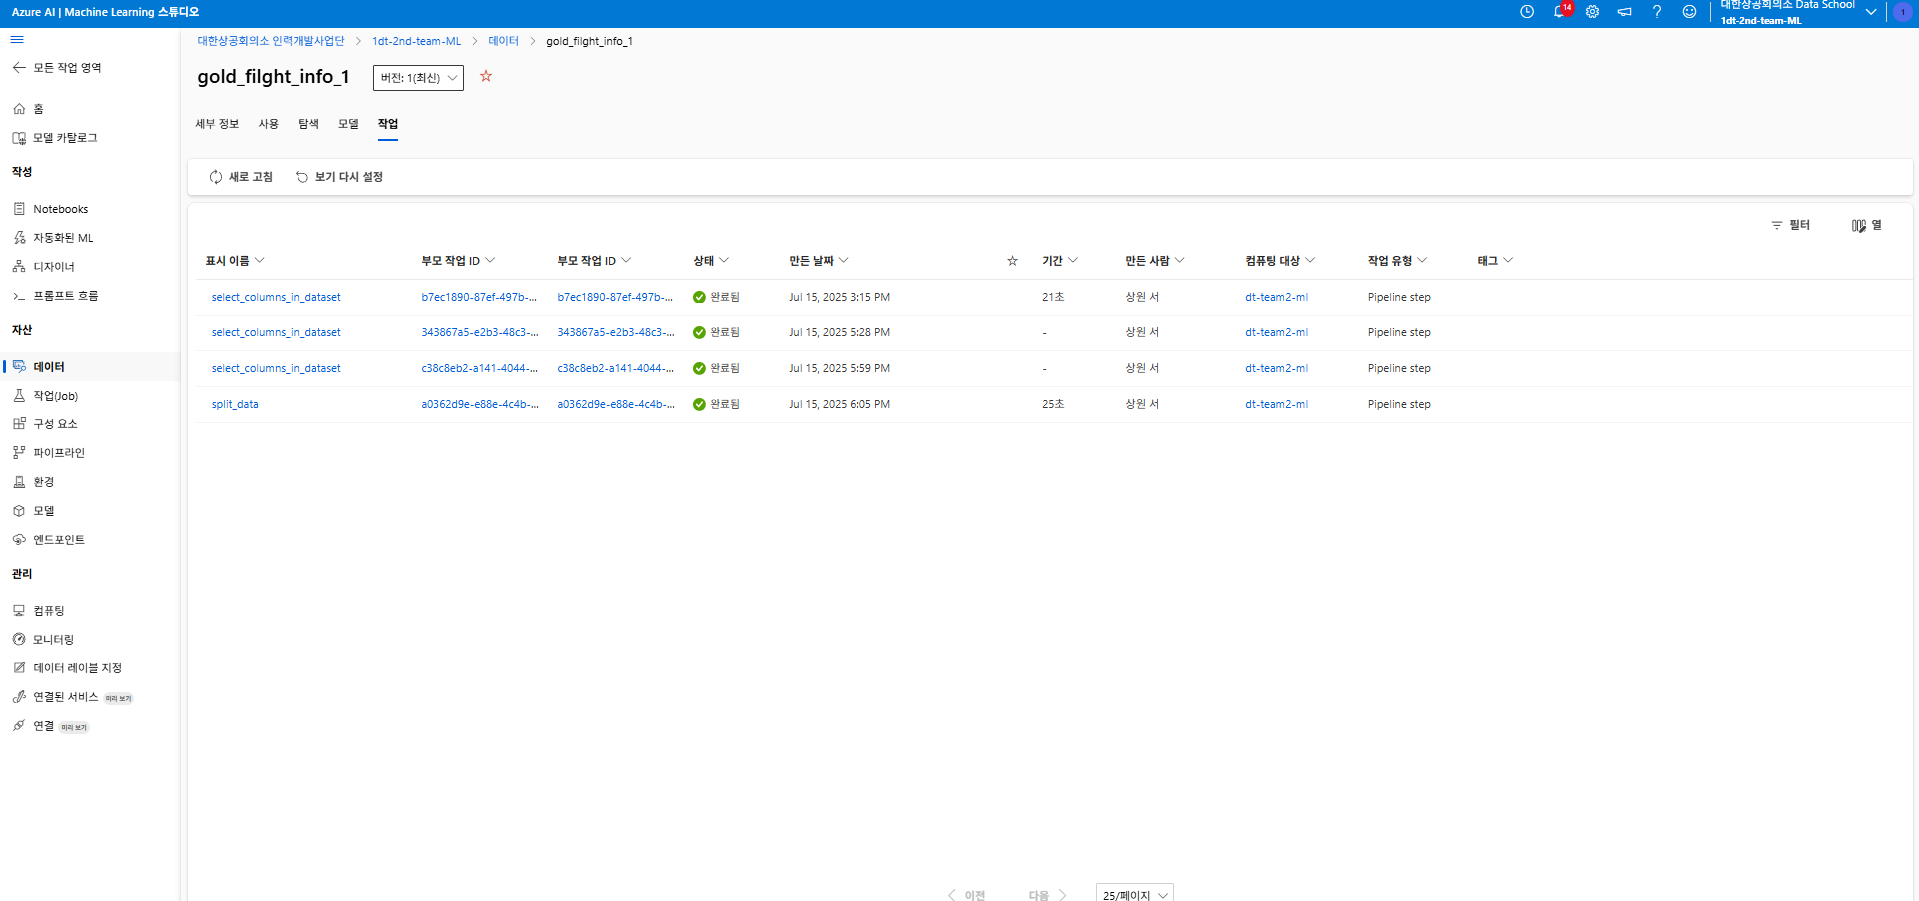 Azure AI | Machine Learning 스튜디오
14
대한상공회의소 Data School
1dt-2nd-team-ML
1
모든 작업 영역
홈
모델 카탈로그
작성
Notebooks
자동화된 ML
디자이너
프롬프트 흐름
자산
데이터
작업(Job)
구성 요소
파이프라인
환경
모델
엔드포인트
관리
컴퓨팅
모니터링
데이터 레이블 지정
연결된 서비스 미리 보기
연결 미리 보기
대한상공회의소 인력개발사업단 > 1dt-2nd-team-ML > 데이터 > gold_filght_info_1
gold_filght_info_1 버전: 1(최신)
세부 정보 사용 탐색 모델 작업
새로 고침 보기 다시 설정
필터 열
표시 이름 부모 작업 ID 부모 작업 ID 상태 만든 날짜 기간 만든 사람 컴퓨팅 대상 작업 유형 태그
select_columns_in_dataset b7ec1890-87ef-497b-... b7ec1890-87ef-497b-... 완료됨 Jul 15, 2025 3:15 PM 21초 상원 서 dt-team2-ml Pipeline step
select_columns_in_dataset 343867a5-e2b3-48c3-... 343867a5-e2b3-48c3-... 완료됨 Jul 15, 2025 5:28 PM - 상원 서 dt-team2-ml Pipeline step
select_columns_in_dataset c38c8eb2-a141-4044-... c38c8eb2-a141-4044-... 완료됨 Jul 15, 2025 5:59 PM - 상원 서 dt-team2-ml Pipeline step
split_data a0362d9e-e88e-4c4b-... a0362d9e-e88e-4c4b-... 완료됨 Jul 15, 2025 6:05 PM 25초 상원 서 dt-team2-ml Pipeline step
이전 다음 25/페이지